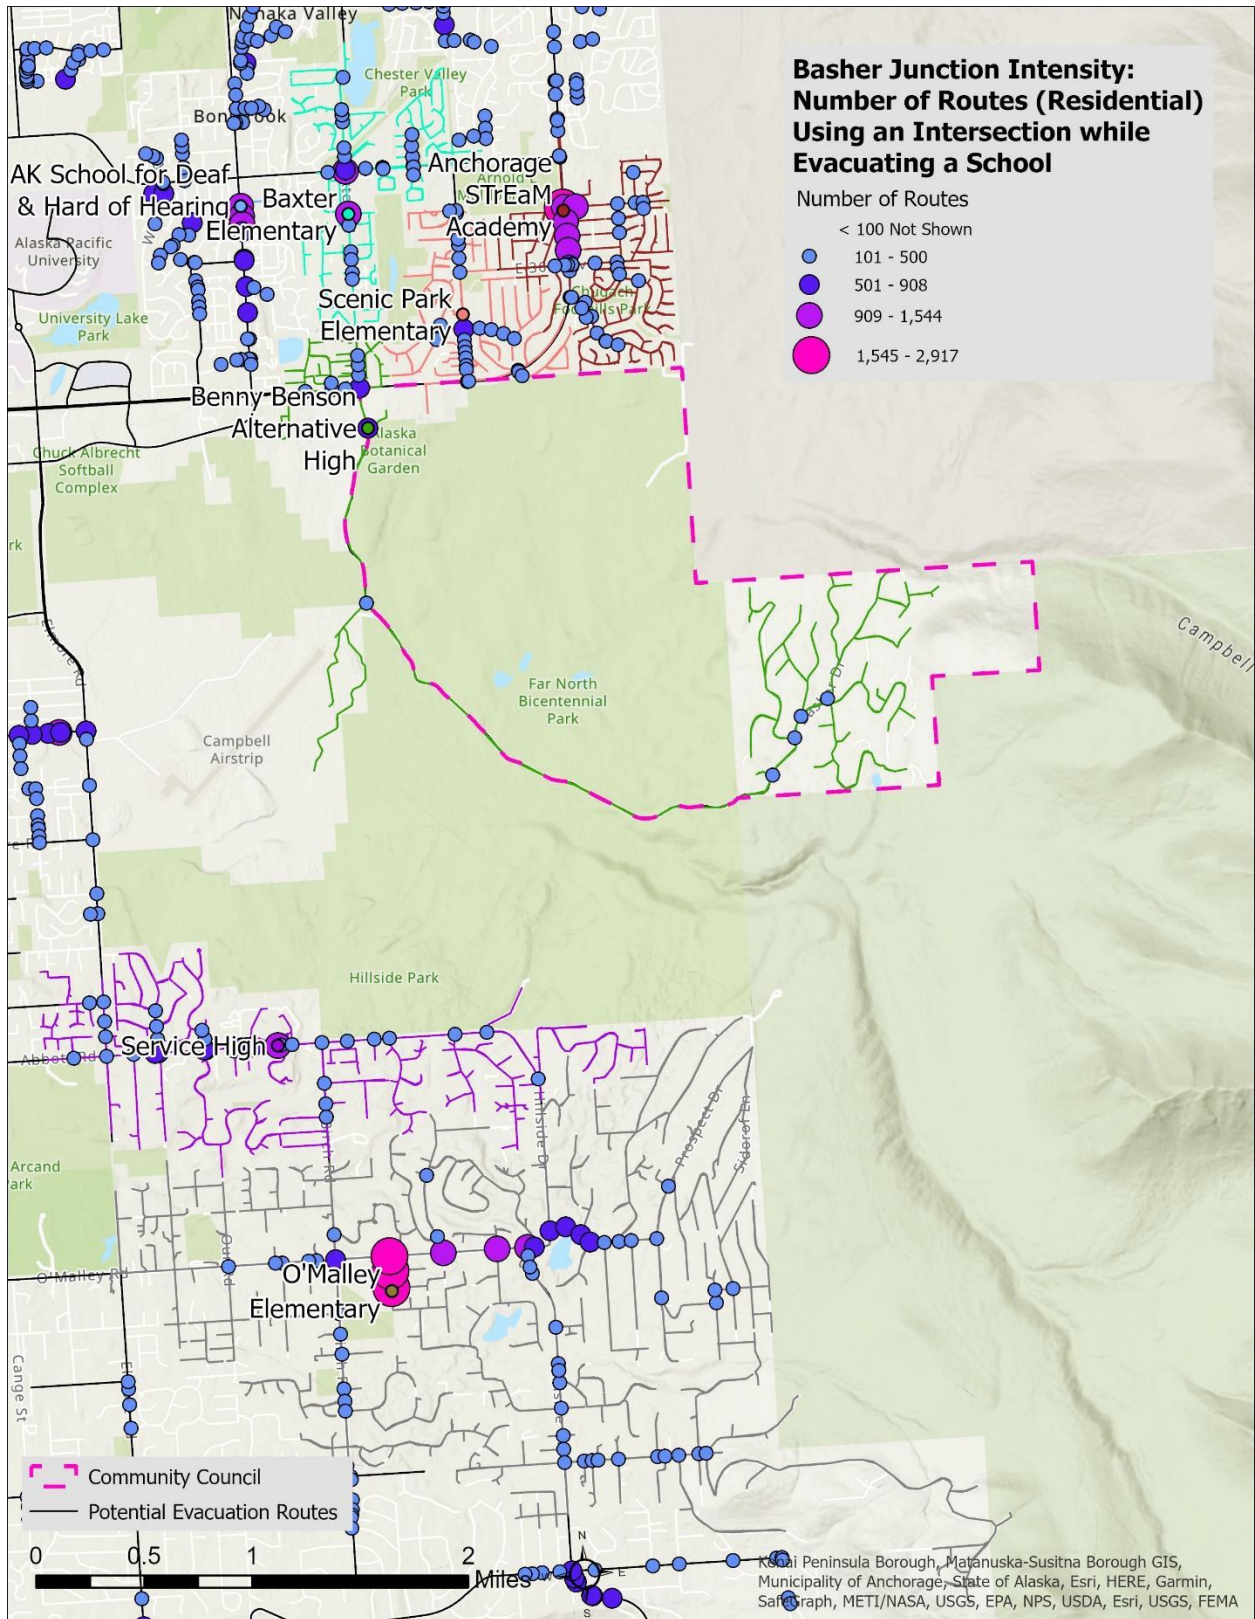 Basher Junction Intensity:
Number of Routes (Residential)
Using an Intersection while
Evacuating a School
Number of Routes
< 100 Not Shown
101 - 500
501 - 908
909 - 1,544
1,545 - 2,917
Chester Valley
Park
AK School for Deaf
& Hard of Hearing
Baxter
Elementary
Anchorage
STrEaM
Academy
Alaska Pacific
University
University Lake
Park
Scenic Park
Elementary
Benny Benson
Alternative
High
Alaska
Botanical
Garden
Chuck Albrecht
Softball
Complex
Elmore Rd
Campbell
Far North
Bicentennial
Park
Campbell
Airstrip
Hillside Park
Service High
Abbott Rd
Hillside Dr
Prospect Dr
Sidorof Ln
Arcand
Park
O'Malley Rd
O'Malley
Elementary
Cange St
Community Council
Potential Evacuation Routes
0 0.5 1 2
Miles
N
E
S
Kenai Peninsula Borough, Matanuska-Susitna Borough GIS,
Municipality of Anchorage, State of Alaska, Esri, HERE, Garmin,
SafeGraph, METI/NASA, USGS, EPA, NPS, USDA, Esri, USGS, FEMA